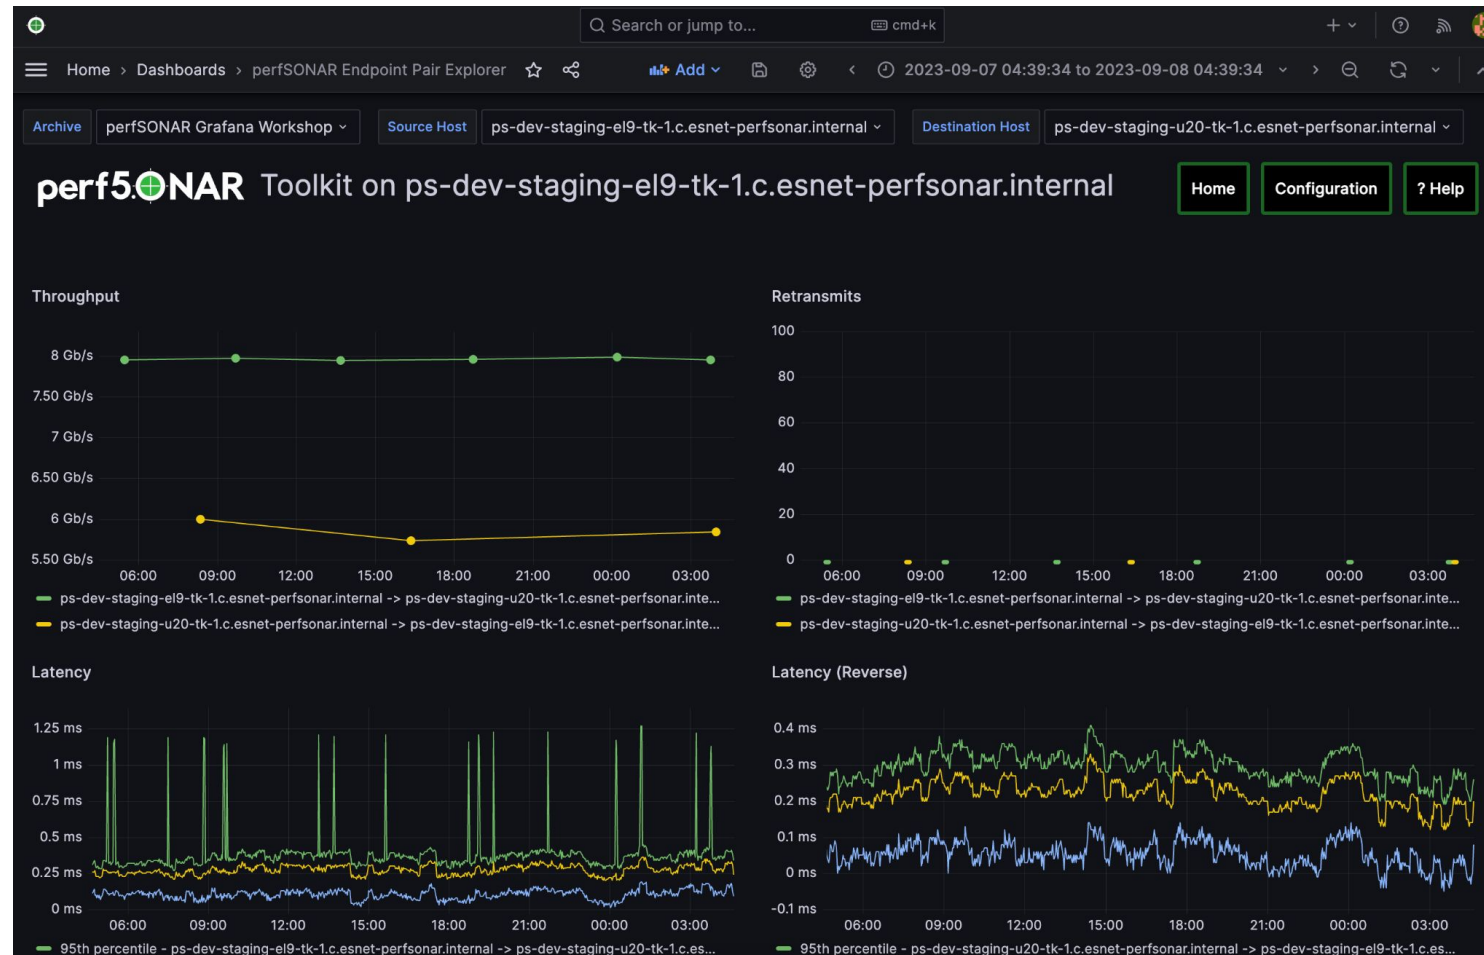 Search or jump to... cmd+k
Home › Dashboards › perfSONAR Endpoint Pair Explorer Add 2023-09-07 04:39:34 to 2023-09-08 04:39:34
Archive perfSONAR Grafana Workshop Source Host ps-dev-staging-el9-tk-1.c.esnet-perfsonar.internal Destination Host ps-dev-staging-u20-tk-1.c.esnet-perfsonar.internal
perfSONAR Toolkit on ps-dev-staging-el9-tk-1.c.esnet-perfsonar.internal Home Configuration ? Help
Throughput
8 Gb/s
7.50 Gb/s
7 Gb/s
6.50 Gb/s
6 Gb/s
5.50 Gb/s
06:00 09:00 12:00 15:00 18:00 21:00 00:00 03:00
ps-dev-staging-el9-tk-1.c.esnet-perfsonar.internal -> ps-dev-staging-u20-tk-1.c.esnet-perfsonar.inte...
ps-dev-staging-u20-tk-1.c.esnet-perfsonar.internal -> ps-dev-staging-el9-tk-1.c.esnet-perfsonar.inte...
Retransmits
100
80
60
40
20
0
06:00 09:00 12:00 15:00 18:00 21:00 00:00 03:00
ps-dev-staging-el9-tk-1.c.esnet-perfsonar.internal -> ps-dev-staging-u20-tk-1.c.esnet-perfsonar.inte...
ps-dev-staging-u20-tk-1.c.esnet-perfsonar.internal -> ps-dev-staging-el9-tk-1.c.esnet-perfsonar.inte...
Latency
1.25 ms
1 ms
0.75 ms
0.5 ms
0.25 ms
0 ms
06:00 09:00 12:00 15:00 18:00 21:00 00:00 03:00
95th percentile - ps-dev-staging-el9-tk-1.c.esnet-perfsonar.internal -> ps-dev-staging-u20-tk-1.c.es...
Latency (Reverse)
0.4 ms
0.3 ms
0.2 ms
0.1 ms
0 ms
-0.1 ms
06:00 09:00 12:00 15:00 18:00 21:00 00:00 03:00
95th percentile - ps-dev-staging-u20-tk-1.c.esnet-perfsonar.internal -> ps-dev-staging-el9-tk-1.c.es...